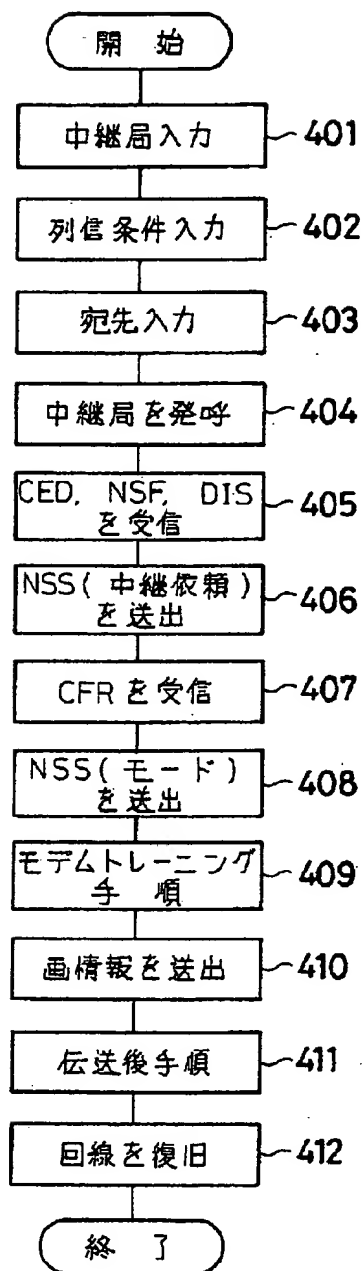 開 始
中継局入力 401
列信条件入力 402
宛先入力 403
中継局を発呼 404
CED, NSF, DIS
を受信 405
NSS(中継依頼)
を送出 406
CFRを受信 407
NSS(モード)
を送出 408
モデムトレーニング
手 順 409
画情報を送出 410
伝送後手順 411
回線を復旧 412
終 了